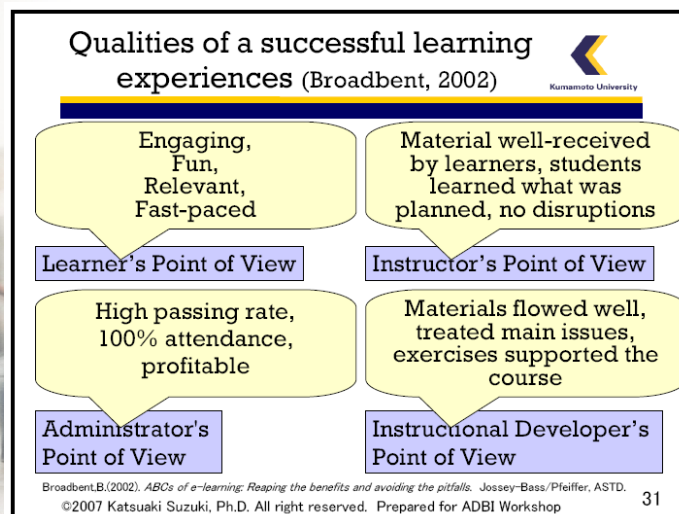 Qualities of a successful learning
experiences (Broadbent, 2002)
Kumamoto University
Engaging,
Fun,
Relevant,
Fast-paced
Learner's Point of View
Material well-received
by learners, students
learned what was
planned, no disruptions
Instructor's Point of View
High passing rate,
100% attendance,
profitable
Administrator's
Point of View
Materials flowed well,
treated main issues,
exercises supported the
course
Instructional Developer's
Point of View
Broadbent,B.(2002). ABCs of e-learning: Reaping the benefits and avoiding the pitfalls. Jossey-Bass/Pfeiffer, ASTD.
©2007 Katsuaki Suzuki, Ph.D. All right reserved. Prepared for ADBI Workshop
31